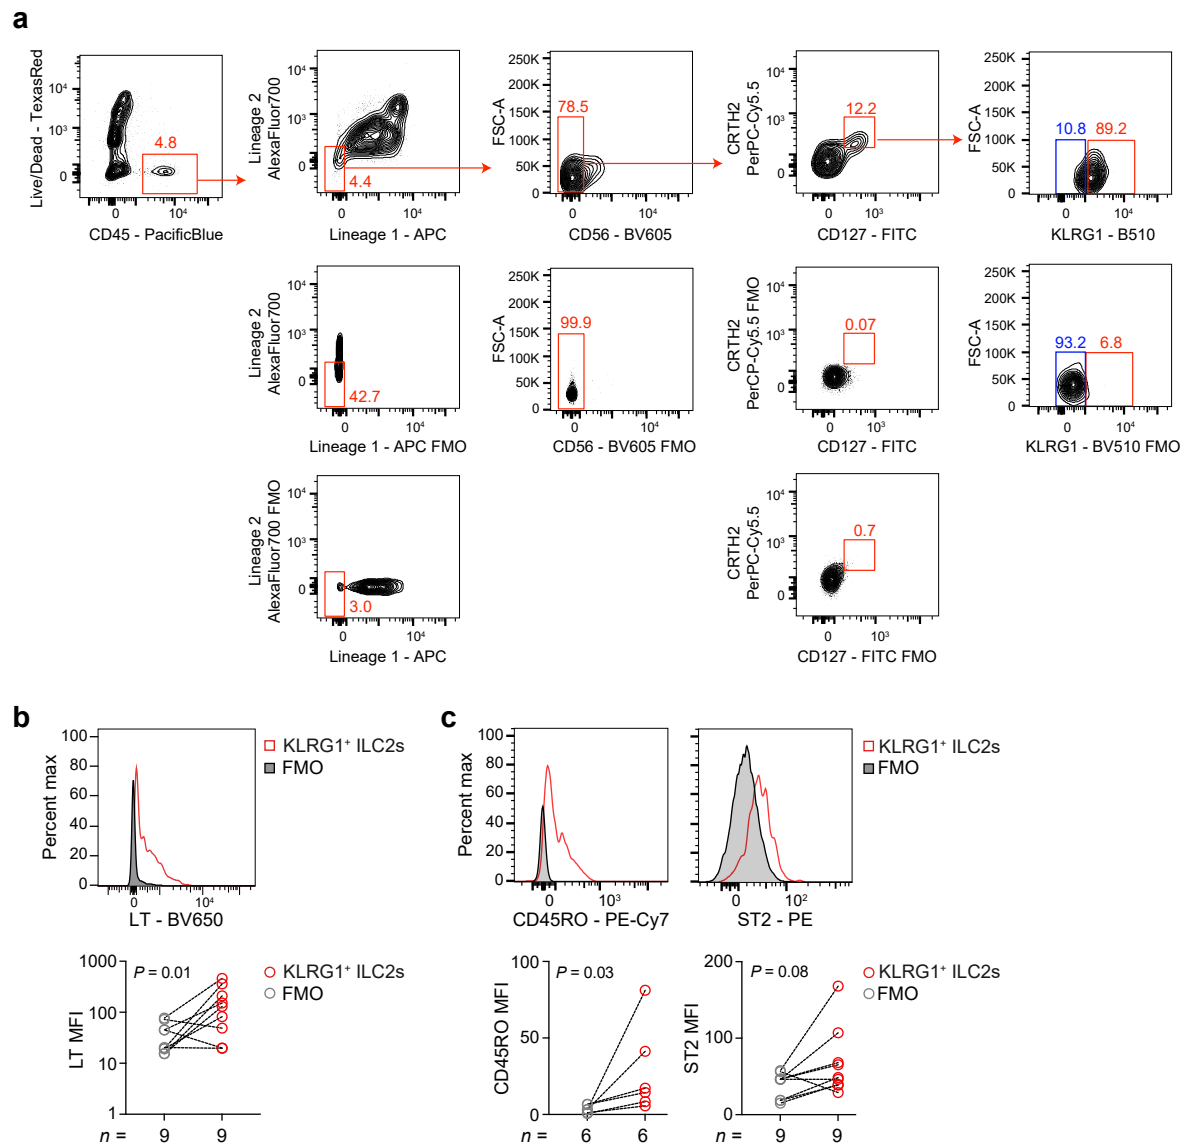 a
Live/Dead - TexasRed
10⁴
10³
0
4.8
0
10⁴
CD45 - PacificBlue
Lineage 2
AlexaFluor700
10⁴
10³
0
4.4
0
10⁴
Lineage 1 - APC
FSC-A
250K
200K
150K
100K
50K
0
78.5
0
10⁴
CD56 - BV605
CRTH2
PerPC-Cy5.5
10⁴
10³
0
12.2
0
10³
CD127 - FITC
FSC-A
250K
200K
150K
100K
50K
0
10.8
89.2
0
10⁴
KLRG1 - B510
Lineage 2
AlexaFluor700
10⁴
10³
0
42.7
0
10⁴
Lineage 1 - APC FMO
FSC-A
250K
200K
150K
100K
50K
0
99.9
0
10⁴
CD56 - BV605 FMO
CRTH2
PerCP-Cy5.5 FMO
10⁴
10³
0
0.07
0
10³
CD127 - FITC
FSC-A
250K
200K
150K
100K
50K
0
93.2
6.8
0
10⁴
KLRG1 - BV510 FMO
Lineage 2
AlexaFluor700 FMO
10⁴
10³
0
3.0
0
10⁴
Lineage 1 - APC
CRTH2
PerPC-Cy5.5
10⁴
10³
0
0.7
0
10³
CD127 - FITC FMO
b
Percent max
100
80
60
40
20
0
0
10⁴
LT - BV650
KLRG1⁺ ILC2s
FMO
LT MFI
1000
100
10
1
P = 0.01
KLRG1⁺ ILC2s
FMO
n = 9 9
c
Percent max
100
80
60
40
20
0
0
10³
CD45RO - PE-Cy7
0
10²
ST2 - PE
KLRG1⁺ ILC2s
FMO
CD45RO MFI
100
50
0
P = 0.03
n = 6 6
ST2 MFI
200
100
0
P = 0.08
KLRG1⁺ ILC2s
FMO
9 9